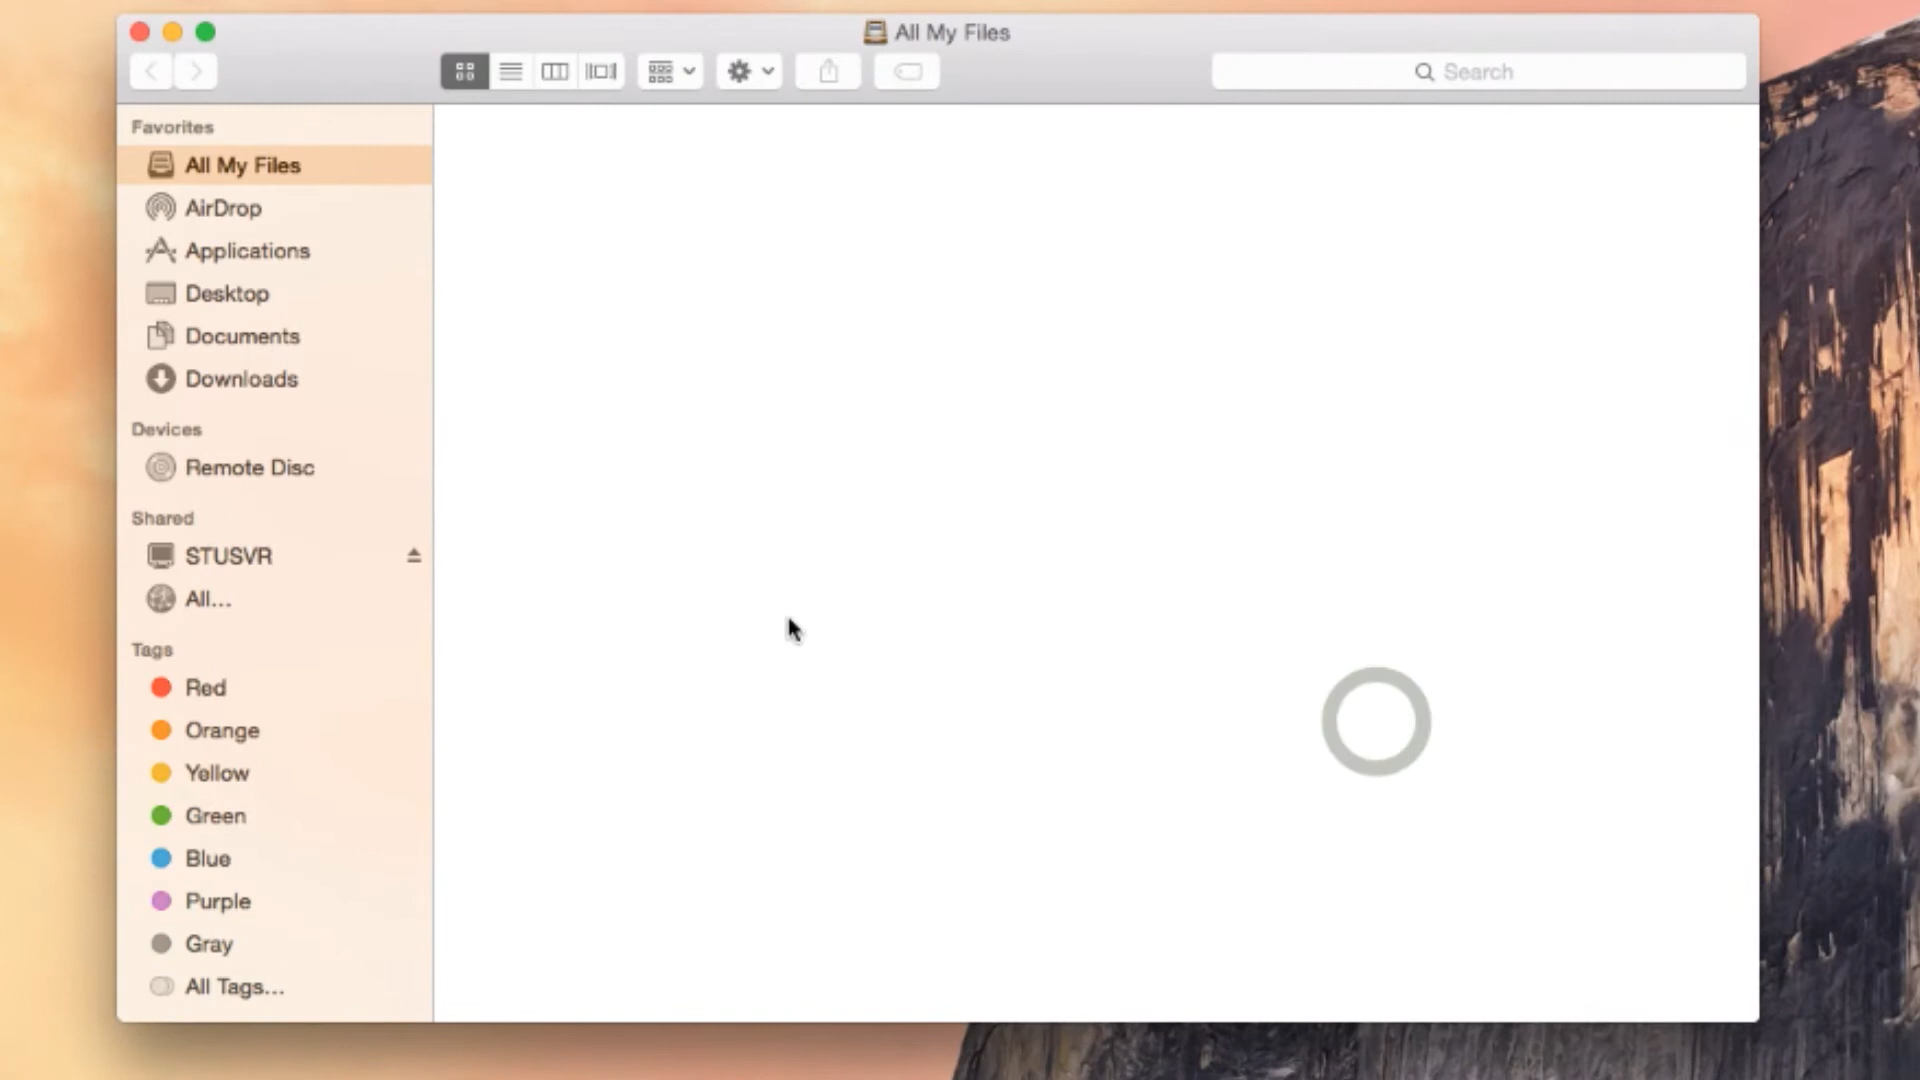 All My Files
Search
Favorites
All My Files
AirDrop
Applications
Desktop
Documents
Downloads
Devices
Remote Disc
Shared
STUSVR
All...
Tags
Red
Orange
Yellow
Green
Blue
Purple
Gray
All Tags...